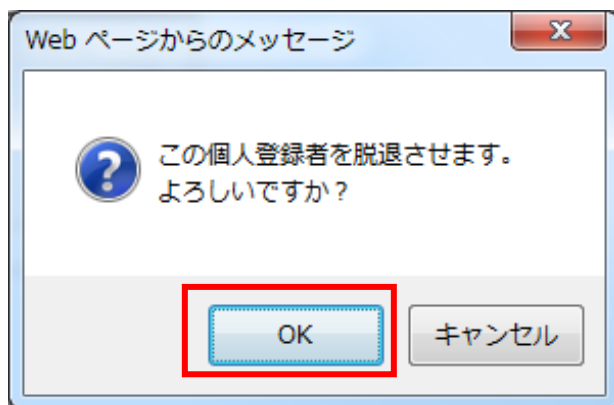 Web ページからのメッセージ
この個人登録者を脱退させます。
よろしいですか？
OK
キャンセル